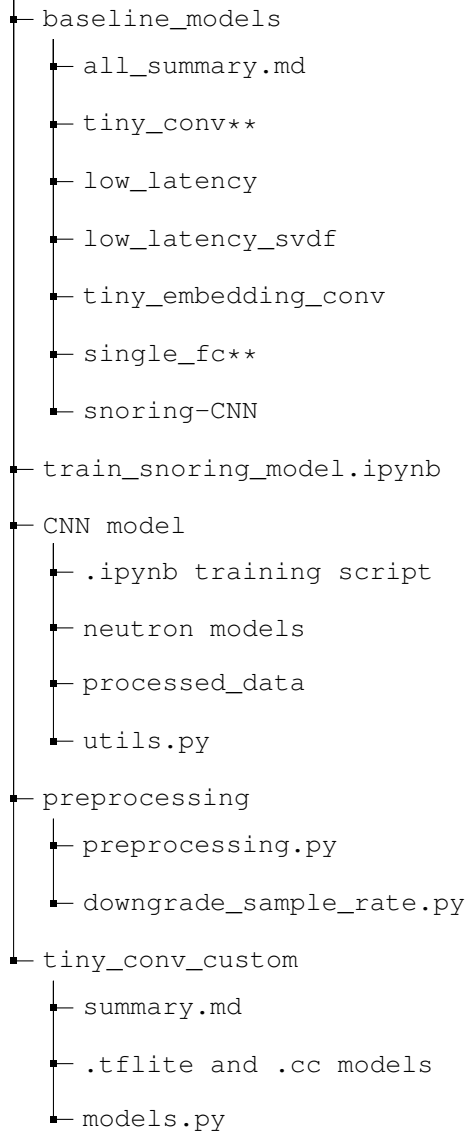 baseline_models
all_summary.md
tiny_conv**
low_latency
low_latency_svdf
tiny_embedding_conv
single_fc**
snoring-CNN
train_snoring_model.ipynb
CNN model
.ipynb training script
neutron models
processed_data
utils.py
preprocessing
preprocessing.py
downgrade_sample_rate.py
tiny_conv_custom
summary.md
.tflite and .cc models
models.py